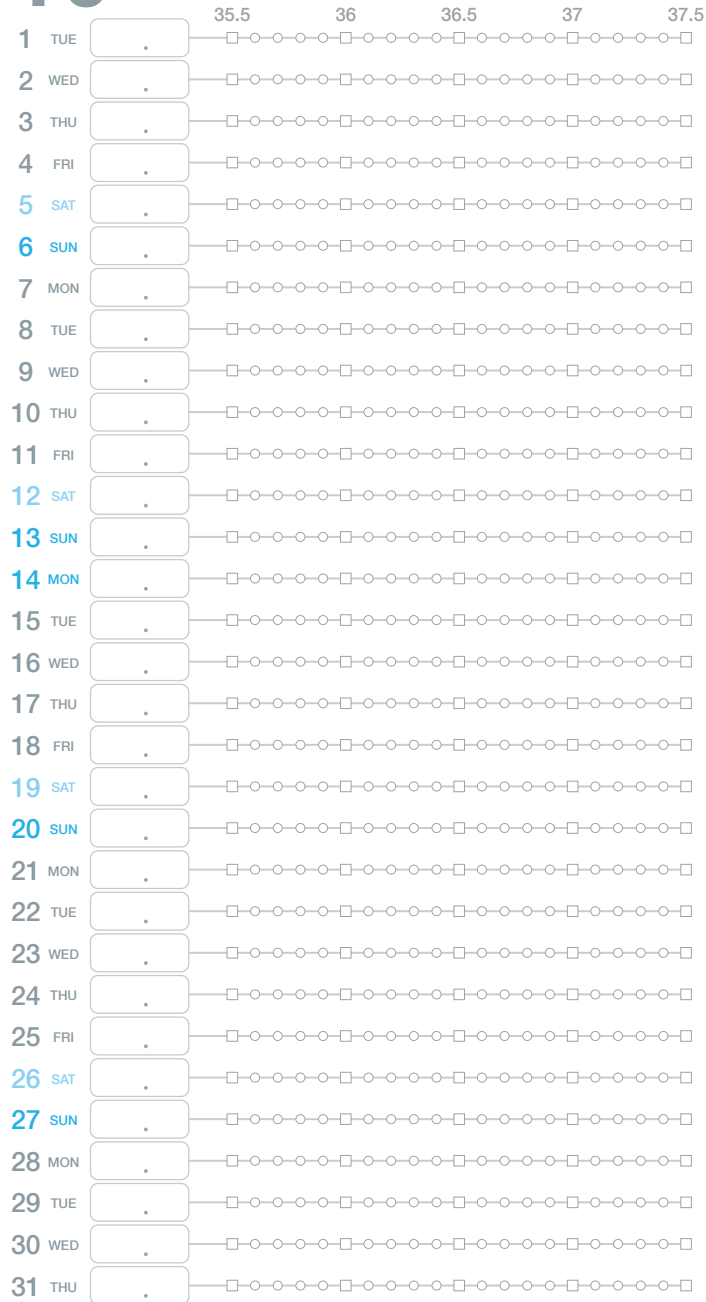 35.5 36 36.5 37 37.5
1 TUE .
2 WED .
3 THU .
4 FRI .
5 SAT .
6 SUN .
7 MON .
8 TUE .
9 WED .
10 THU .
11 FRI .
12 SAT .
13 SUN .
14 MON .
15 TUE .
16 WED .
17 THU .
18 FRI .
19 SAT .
20 SUN .
21 MON .
22 TUE .
23 WED .
24 THU .
25 FRI .
26 SAT .
27 SUN .
28 MON .
29 TUE .
30 WED .
31 THU .